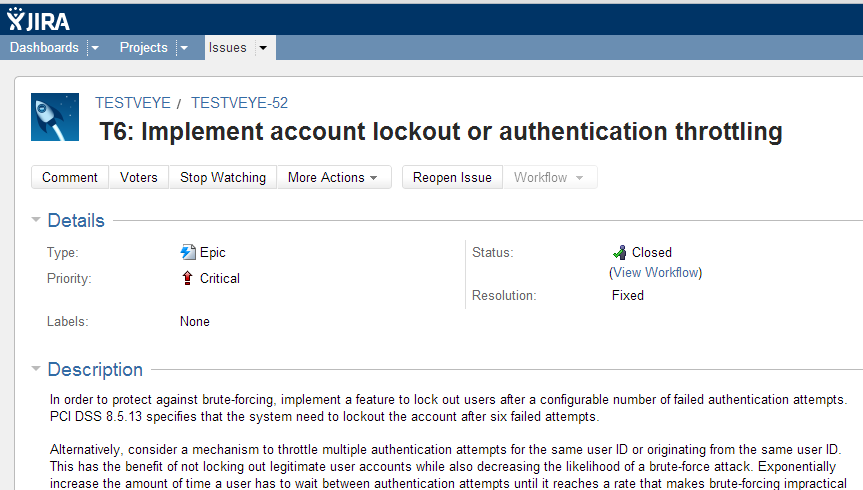 JIRA
Dashboards Projects Issues
TESTVEYE / TESTVEYE-52
T6: Implement account lockout or authentication throttling
Comment Voters Stop Watching More Actions Reopen Issue Workflow
Details
Type: Epic Status: Closed
(View Workflow)
Priority: Critical
Resolution: Fixed
Labels: None
Description
In order to protect against brute-forcing, implement a feature to lock out users after a configurable number of failed authentication attempts.
PCI DSS 8.5.13 specifies that the system need to lockout the account after six failed attempts.
Alternatively, consider a mechanism to throttle multiple authentication attempts for the same user ID or originating from the same user ID.
This has the benefit of not locking out legitimate user accounts while also decreasing the likelihood of a brute-force attack. Exponentially
increase the amount of time a user has to wait between authentication attempts until it reaches a rate that makes brute-forcing impractical